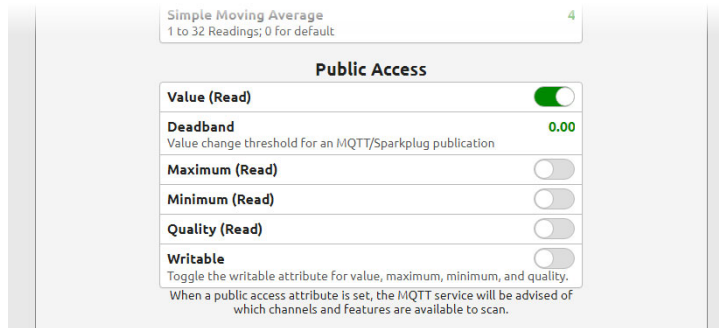 Simple Moving Average 4
1 to 32 Readings; 0 for default
Public Access
Value (Read)
Deadband 0.00
Value change threshold for an MQTT/Sparkplug publication
Maximum (Read)
Minimum (Read)
Quality (Read)
Writable
Toggle the writable attribute for value, maximum, minimum, and quality.
When a public access attribute is set, the MQTT service will be advised of
which channels and features are available to scan.